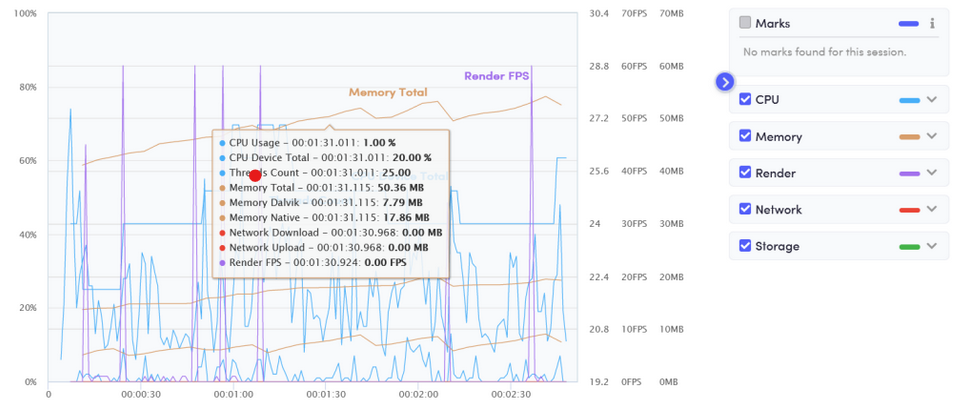 100%
80%
60%
40%
20%
0%
30.4 70FPS 70MB
28.8 60FPS 60MB
27.2 50FPS 50MB
25.6 40FPS 40MB
24 30FPS 30MB
22.4 20FPS 20MB
20.8 10FPS 10MB
19.2 0FPS 0MB
0 00:00:30 00:01:00 00:01:30 00:02:00 00:02:30
Render FPS
Memory Total
Device Total
CPU Usage – 00:01:31.011: 1.00 %
CPU Device Total – 00:01:31.011: 20.00 %
Count – 00:01:31.011: 25.00
Memory Total – 00:01:31.115: 50.36 MB
Memory Dalvik – 00:01:31.115: 7.79 MB
Memory Native – 00:01:31.115: 17.86 MB
Network Download – 00:01:30.968: 0.00 MB
Network Upload – 00:01:30.968: 0.00 MB
Render FPS – 00:01:30.924: 0.00 FPS
Marks
No marks found for this session.
CPU
Memory
Render
Network
Storage